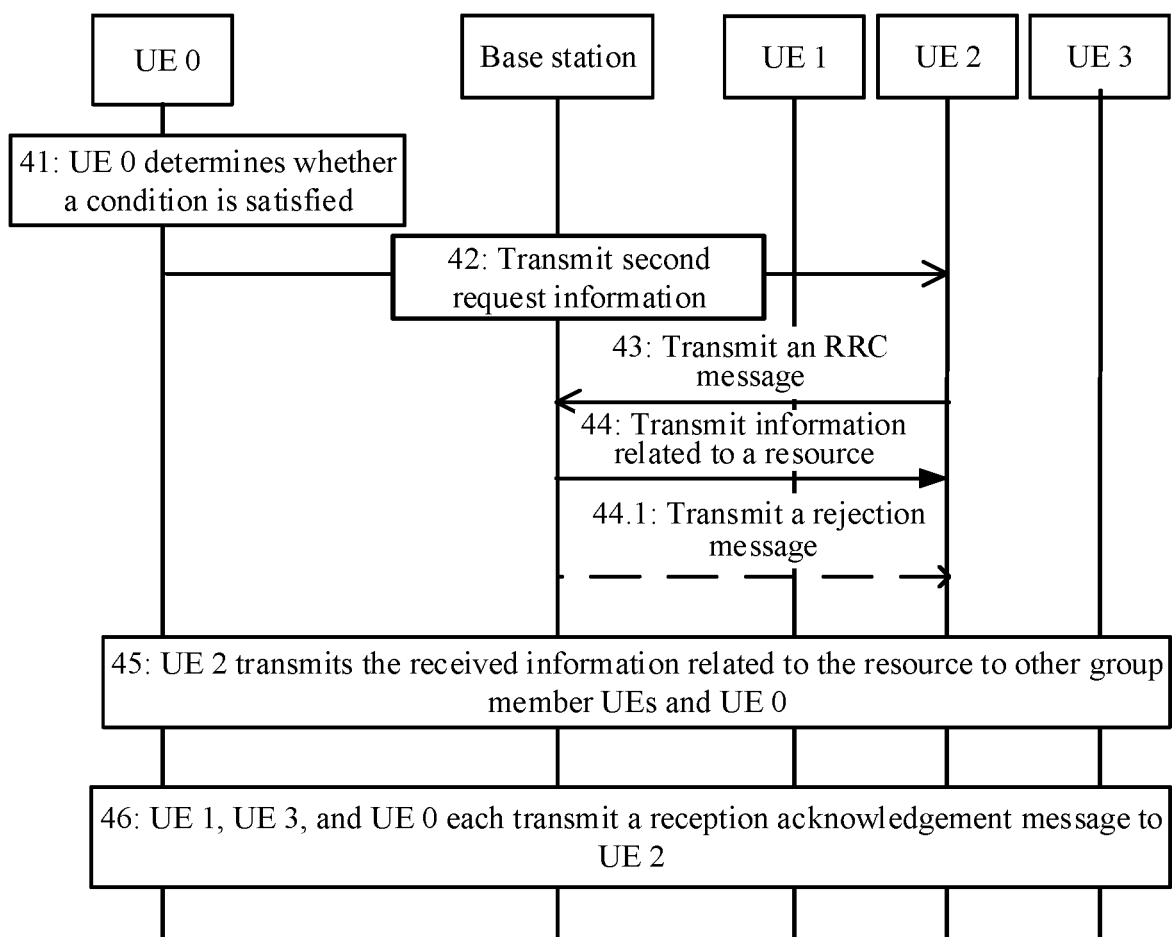 UE 0
Base station
UE 1
UE 2
UE 3
41: UE 0 determines whether
a condition is satisfied
42: Transmit second
request information
43: Transmit an RRC
message
44: Transmit information
related to a resource
44.1: Transmit a rejection
message
45: UE 2 transmits the received information related to the resource to other group
member UEs and UE 0
46: UE 1, UE 3, and UE 0 each transmit a reception acknowledgement message to
UE 2